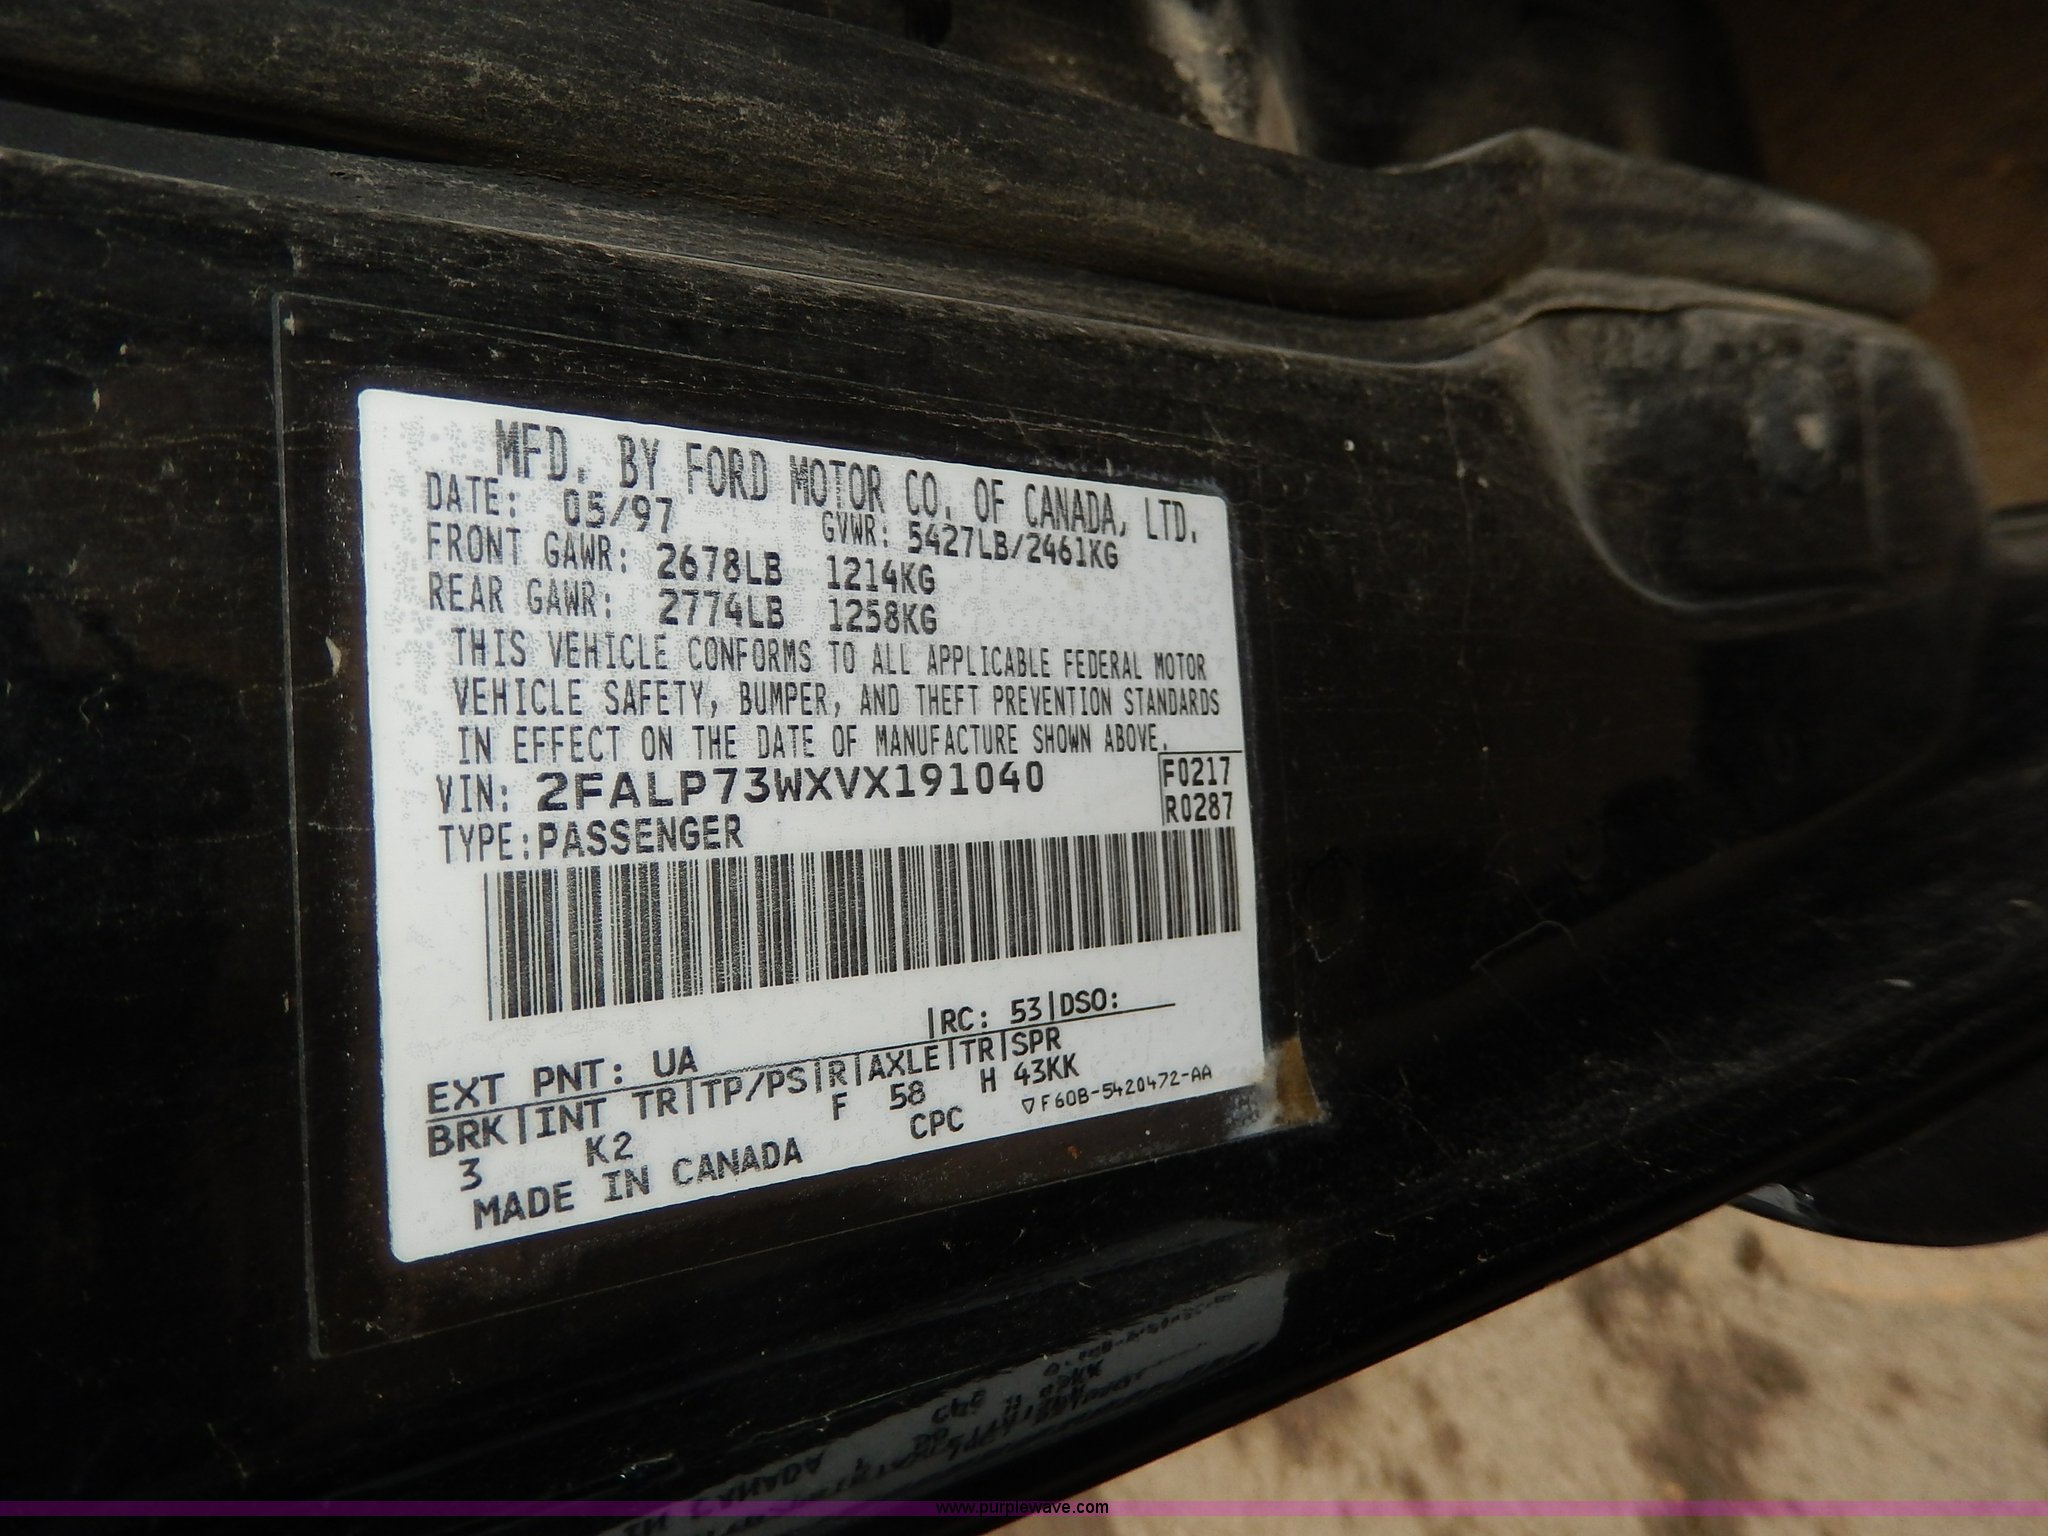 MFD. BY FORD MOTOR CO. OF CANADA, LTD.
DATE: 05/97 GVWR: 5427LB/2461KG
FRONT GAWR: 2678LB 1214KG
REAR GAWR: 2774LB 1258KG
THIS VEHICLE CONFORMS TO ALL APPLICABLE FEDERAL MOTOR
VEHICLE SAFETY, BUMPER, AND THEFT PREVENTION STANDARDS
IN EFFECT ON THE DATE OF MANUFACTURE SHOWN ABOVE.
VIN: 2FALP73WXVX191040 F0217
TYPE:PASSENGER R0287
EXT PNT: UA |RC: 53|DSO:
BRK|INT TR|TP/PS|R|AXLE|TR|SPR
3 K2 F 58 H 43KK
MADE IN CANADA CPC ▽F60B-5420472-AA
www.purplewave.com